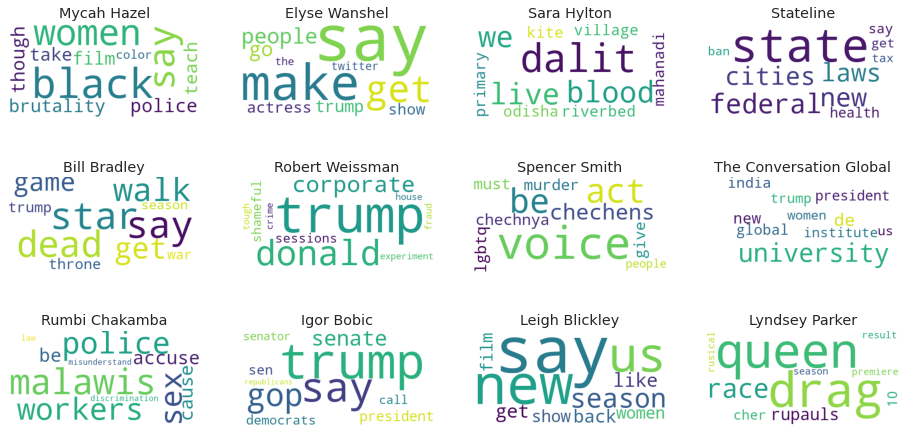 Mycah Hazel
women
though
take
film
color
say
teach
black
brutality
police
Elyse Wanshel
people
say
go
the
twitter
make
get
actress
trump
show
Sara Hylton
we
kite
village
dalit
primary
live
blood
mahanadi
odisha
riverbed
Stateline
ban
state
say
get
tax
cities
laws
federal
new
health
Bill Bradley
game
walk
trump
star
season
say
dead
get
war
throne
Robert Weissman
corporate
house
tough
shameful
crime
trump
fraud
sessions
donald
experiment
Spencer Smith
must
murder
act
be
chechnya
chechens
lgbtq
voice
give
people
The Conversation Global
india
trump
president
new
women
de
global
institute
us
university
Rumbi Chakamba
law
police
be
misunderstand
accuse
malawis
discrimination
sex
cause
workers
Igor Bobic
senator
senate
trump
sen
republicans
gop
say
call
democrats
president
Leigh Blickley
film
say
us
new
like
season
get
show
back
women
Lyndsey Parker
rusical
queen
result
season
premiere
race
drag
10
cher
rupauls